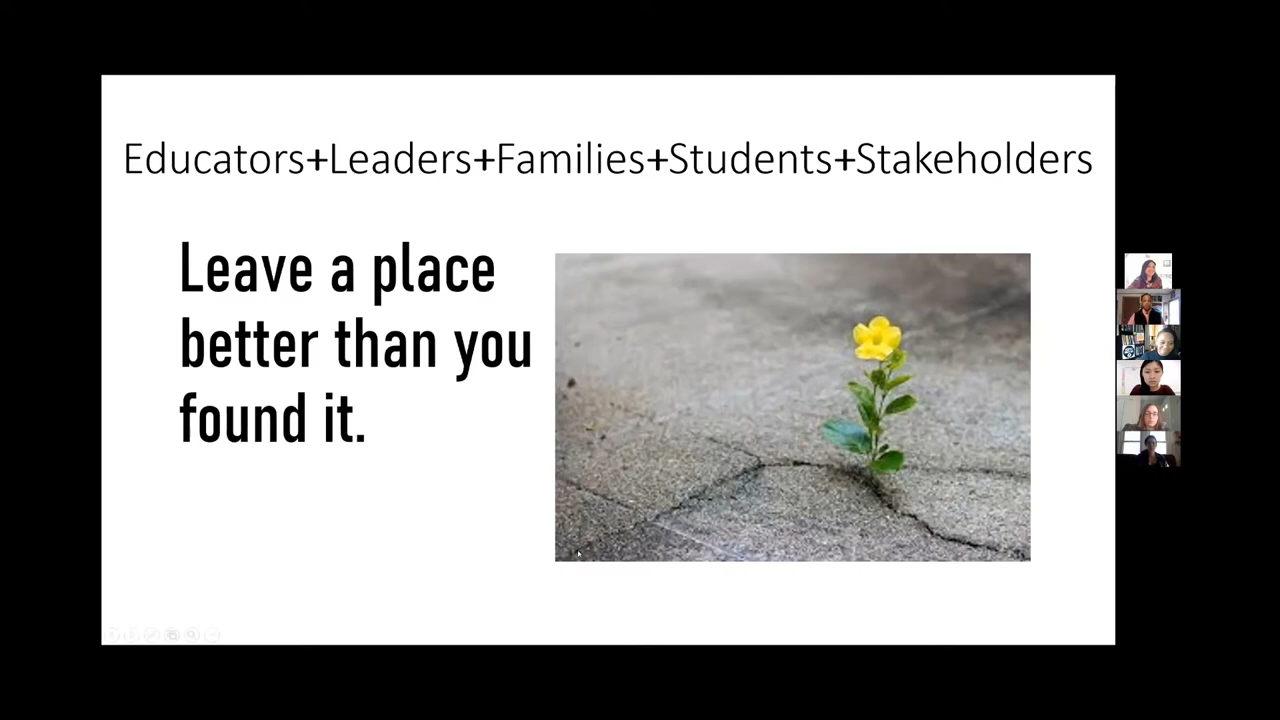 Educators+Leaders+Families+Students+Stakeholders
Leave a place
better than you
found it.